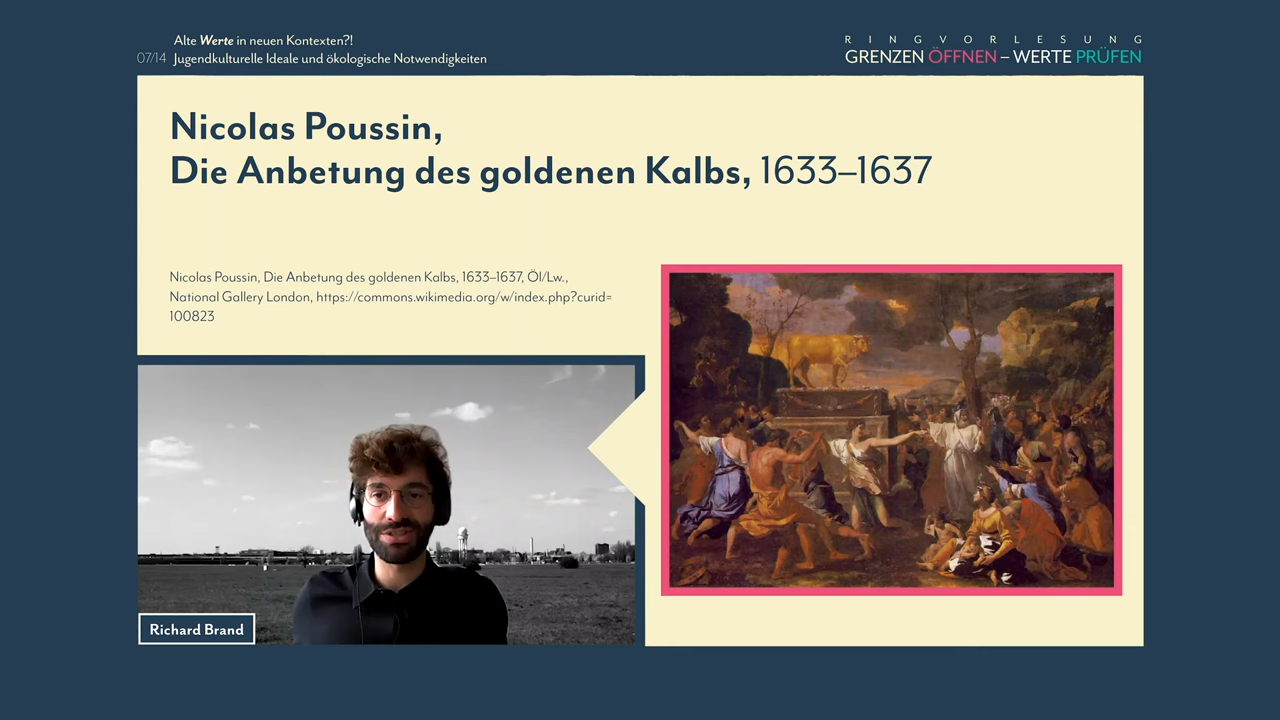 Alte Werte in neuen Kontexten?!
07/14 Jugendkulturelle Ideale und ökologische Notwendigkeiten
RINGVORLESUNG
GRENZEN ÖFFNEN – WERTE PRÜFEN
Nicolas Poussin,
Die Anbetung des goldenen Kalbs, 1633–1637
Nicolas Poussin, Die Anbetung des goldenen Kalbs, 1633–1637, Öl/Lw.,
National Gallery London, https://commons.wikimedia.org/w/index.php?curid=
100823
Richard Brand